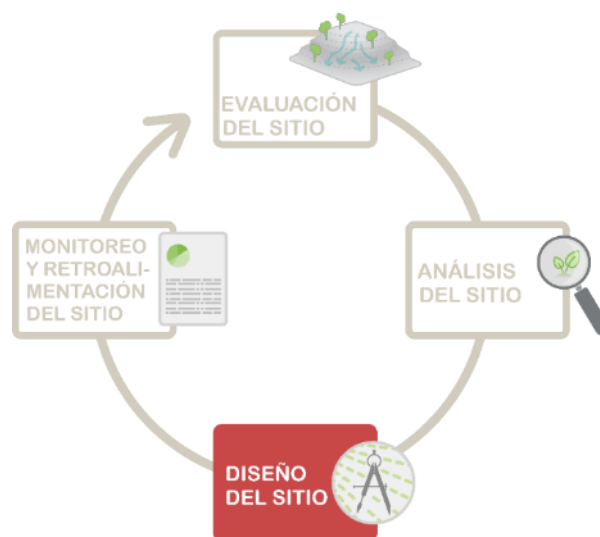 EVALUACIÓN
DEL SITIO
ANÁLISIS
DEL SITIO
DISEÑO
DEL SITIO
MONITOREO
Y RETROALI-
MENTACIÓN
DEL SITIO